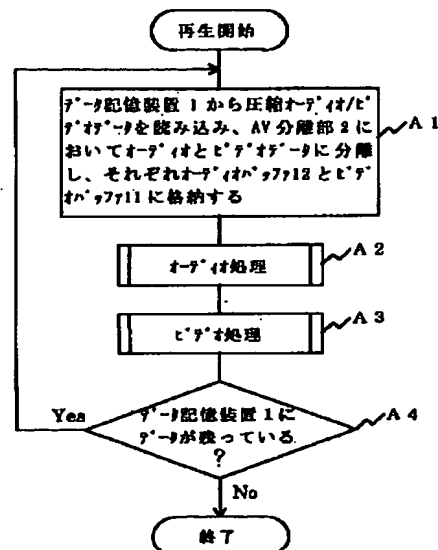 再生開始
ﾃﾞｰﾀ記憶装置1から圧縮ｵｰﾃﾞｨｵ/ﾋﾞ
ﾃﾞｵﾃﾞｰﾀを読み込み、AV分離部2に
おいてｵｰﾃﾞｨｵとﾋﾞﾃﾞｵﾃﾞｰﾀに分離
し、それぞれｵｰﾃﾞｨｵﾊﾞｯﾌｧ12とﾋﾞﾃﾞ
ｵﾊﾞｯﾌｧ11に格納する
A1
ｵｰﾃﾞｨｵ処理
A2
ﾋﾞﾃﾞｵ処理
A3
Yes
ﾃﾞｰﾀ記憶装置1に
ﾃﾞｰﾀが残っている
?
A4
No
終了